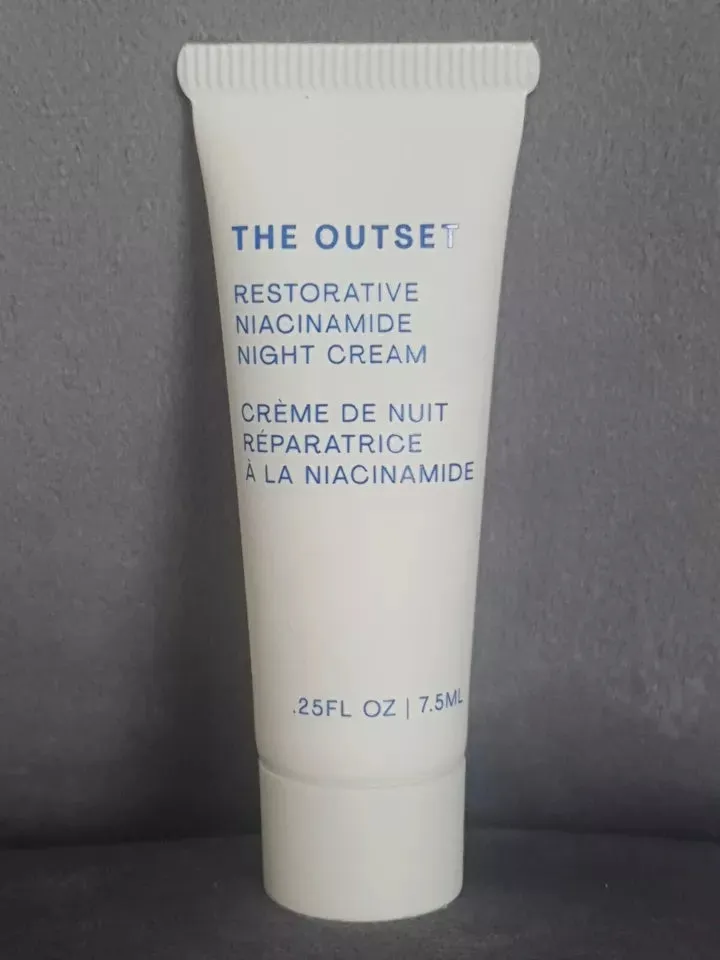 THE OUTSET
RESTORATIVE
NIACINAMIDE
NIGHT CREAM
CRÈME DE NUIT
RÉPARATRICE
À LA NIACINAMIDE
.25FL OZ | 7.5ML